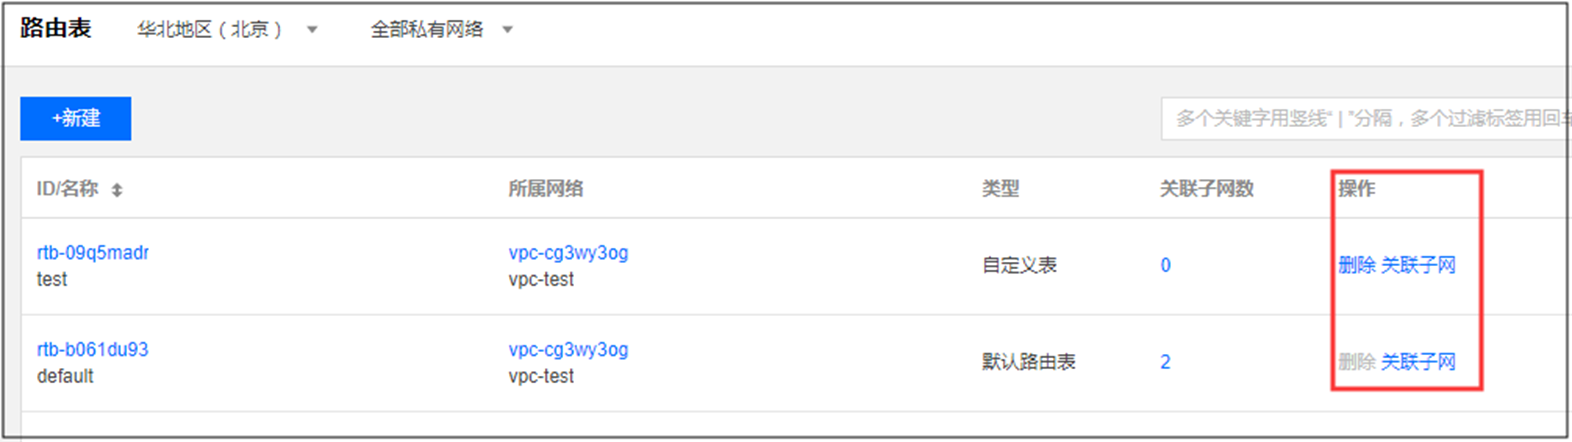 路由表 华北地区（北京） 全部私有网络
+新建 多个关键字用竖线“ | ”分隔，多个过滤标签用回车
ID/名称 所属网络 类型 关联子网数 操作
rtb-09q5madr vpc-cg3wy3og
自定义表 0 删除 关联子网
test vpc-test
rtb-b061du93 vpc-cg3wy3og
默认路由表 2 删除 关联子网
default vpc-test